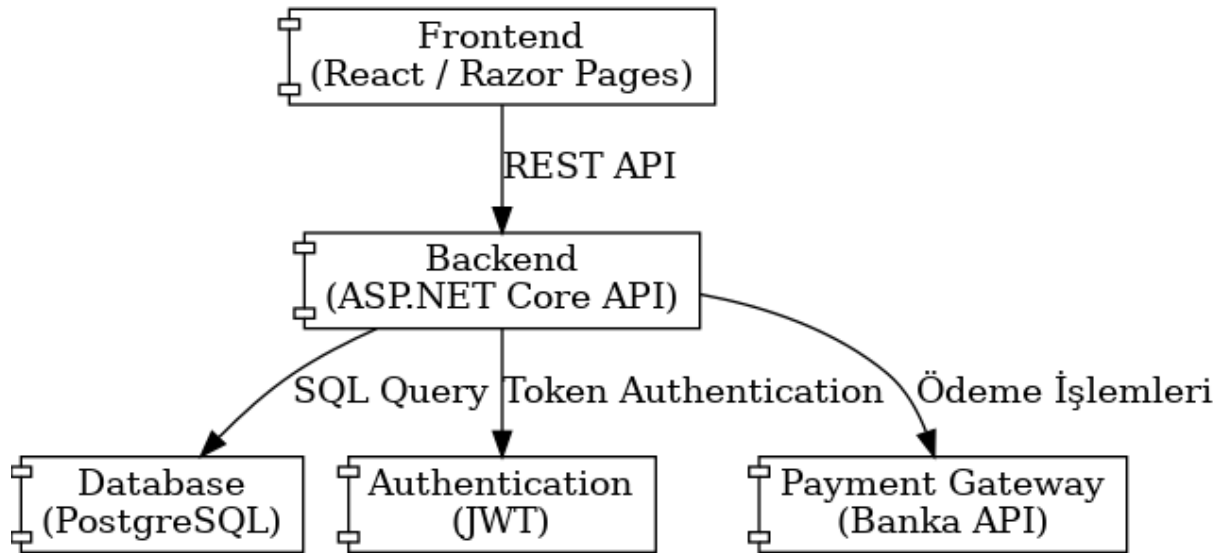 Frontend
(React / Razor Pages)
REST API
Backend
(ASP.NET Core API)
SQL Query
Token Authentication
Ödeme İşlemleri
Database
(PostgreSQL)
Authentication
(JWT)
Payment Gateway
(Banka API)